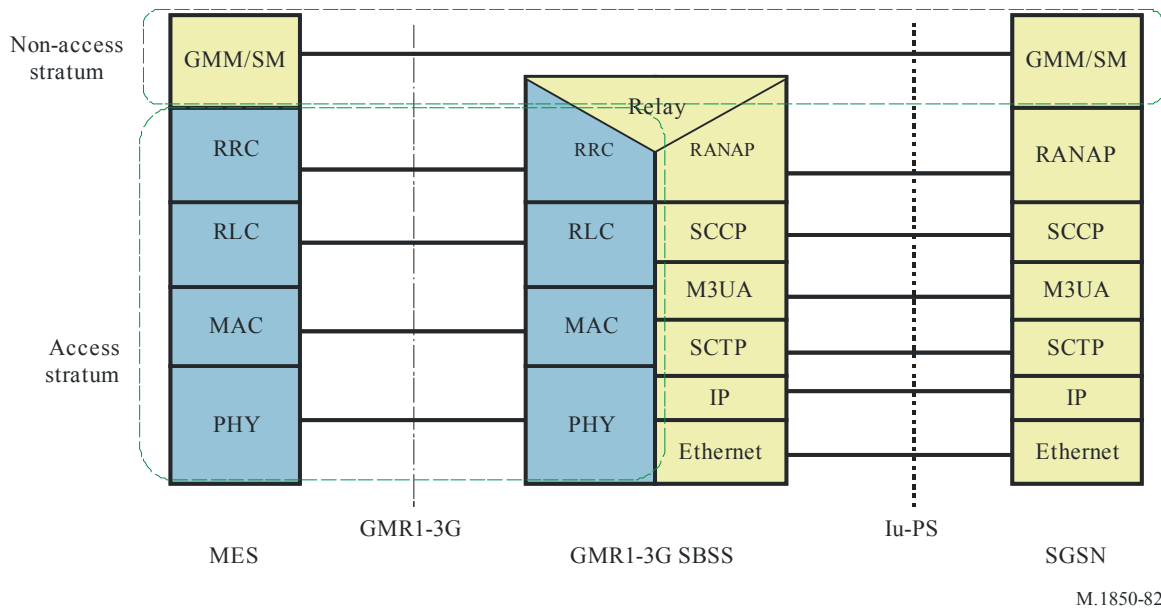 Non-access
stratum
GMM/SM
GMM/SM
Relay
RRC
RRC
RANAP
RANAP
RLC
RLC
SCCP
SCCP
M3UA
M3UA
MAC
MAC
Access
stratum
SCTP
SCTP
IP
IP
PHY
PHY
Ethernet
Ethernet
GMR1-3G
Iu-PS
MES
GMR1-3G SBSS
SGSN
M.1850-82